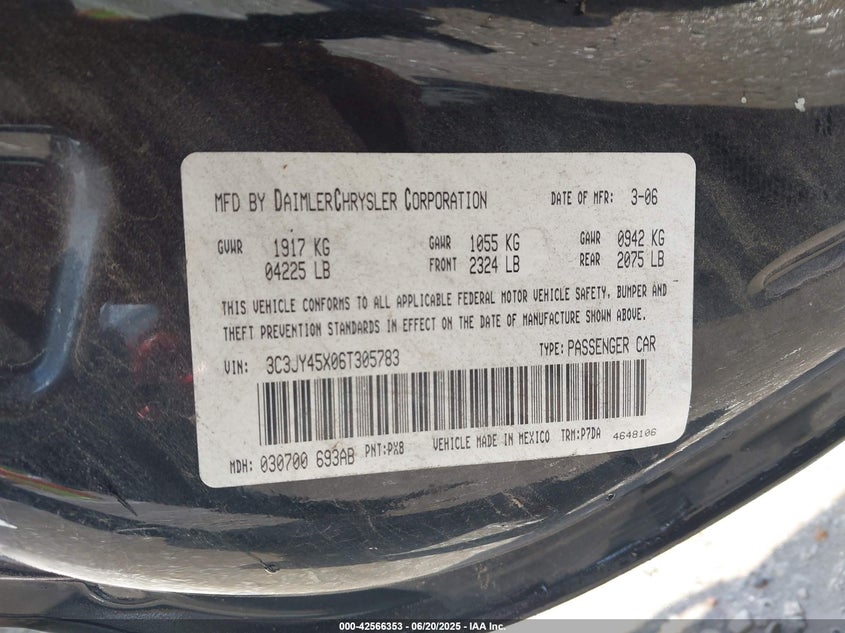 MFD BY DAIMLERCHRYSLER CORPORATION DATE OF MFR: 3-06
GVWR 1917 KG GAWR 1055 KG GAWR 0942 KG
04225 LB FRONT 2324 LB REAR 2075 LB
THIS VEHICLE CONFORMS TO ALL APPLICABLE FEDERAL MOTOR VEHICLE SAFETY, BUMPER AND
THEFT PREVENTION STANDARDS IN EFFECT ON THE DATE OF MANUFACTURE SHOWN ABOVE.
VIN: 3C3JY45X06T305783 TYPE: PASSENGER CAR
MDH: 030700 693AB PNT: PX8 VEHICLE MADE IN MEXICO TRM: P7DA 4648106
000-42566353 - 06/20/2025 - IAA Inc.